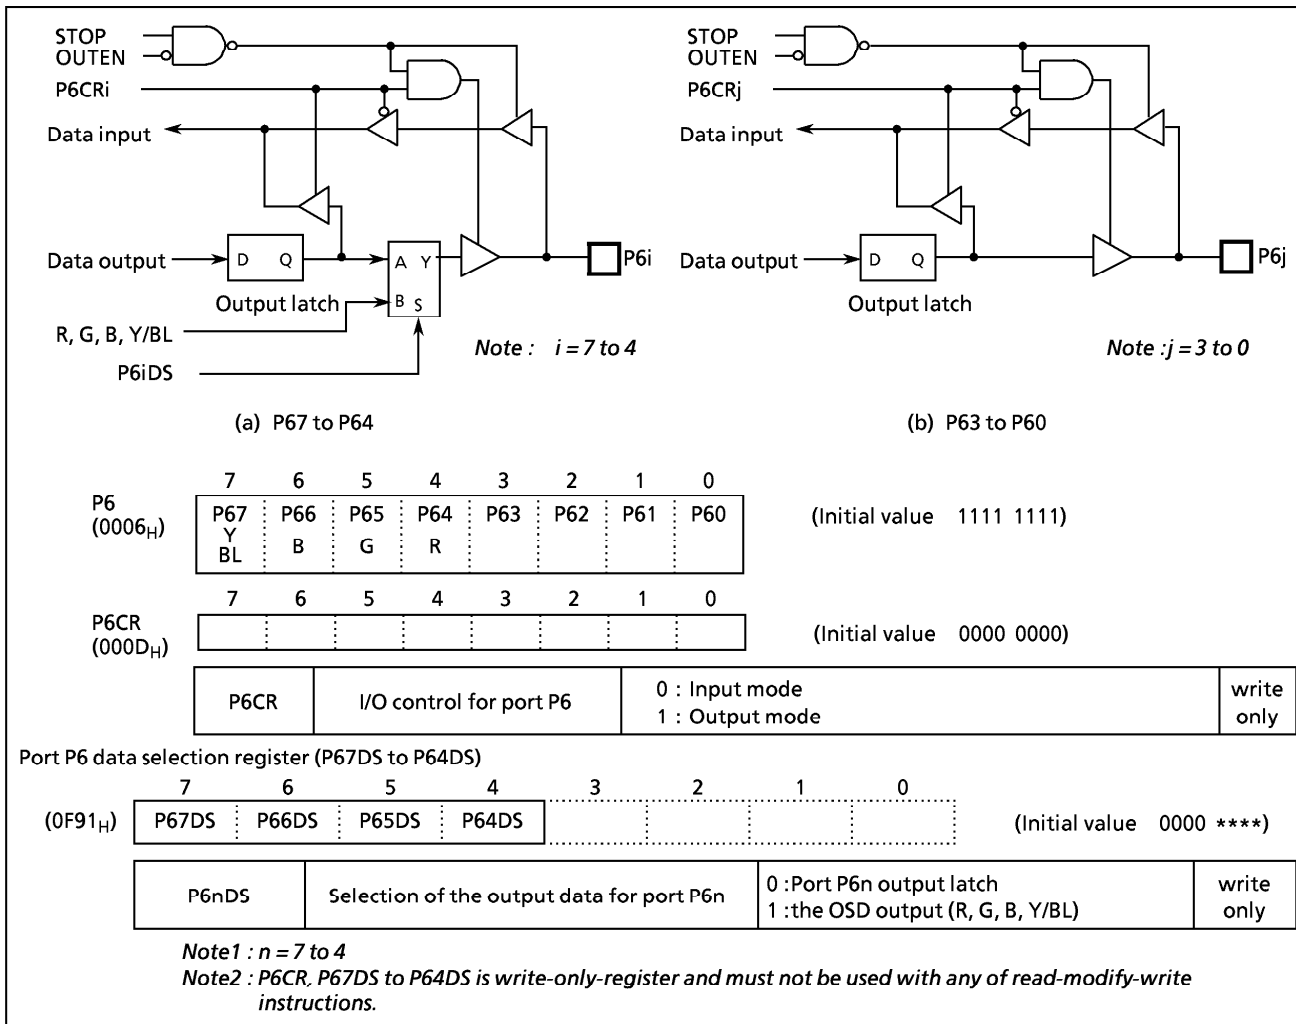 STOP
OUTEN
P6CRi
Data input
Data output
D Q
Output latch
A Y
B S
P6i
R, G, B, Y/BL
P6iDS
Note : i = 7 to 4
(a) P67 to P64
STOP
OUTEN
P6CRj
Data input
Data output
D Q
Output latch
P6j
Note : j = 3 to 0
(b) P63 to P60
7 6 5 4 3 2 1 0
P6
(0006H)
P67 P66 P65 P64 P63 P62 P61 P60
Y
BL B G R
(Initial value 1111 1111)
7 6 5 4 3 2 1 0
P6CR
(000DH)
(Initial value 0000 0000)
P6CR I/O control for port P6
0 : Input mode
1 : Output mode
write
only
Port P6 data selection register (P67DS to P64DS)
7 6 5 4 3 2 1 0
(0F91H) P67DS P66DS P65DS P64DS (Initial value 0000 ****)
P6nDS Selection of the output data for port P6n
0 :Port P6n output latch
1 :the OSD output (R, G, B, Y/BL)
write
only
Note1 : n = 7 to 4
Note2 : P6CR, P67DS to P64DS is write-only-register and must not be used with any of read-modify-write
instructions.